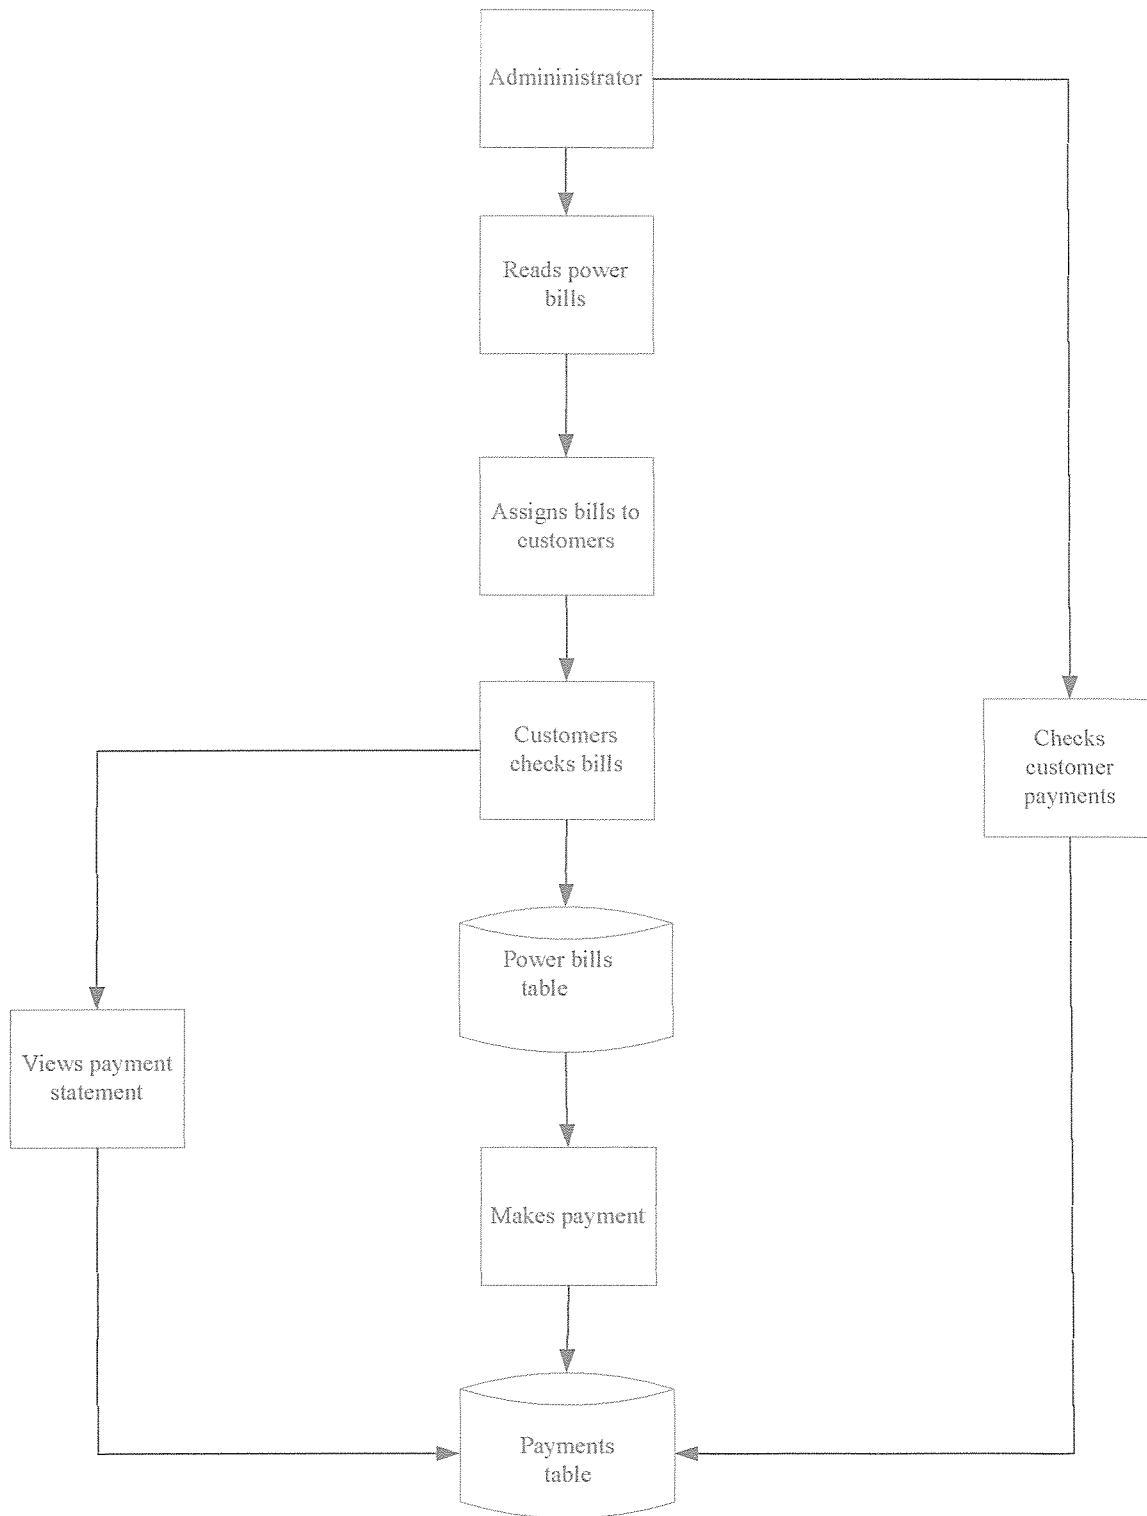 Admininistrator
Reads power
bills
Assigns bills to
customers
Customers
checks bills
Checks
customer
payments
Power bills
table
Views payment
statement
Makes payment
Payments
table